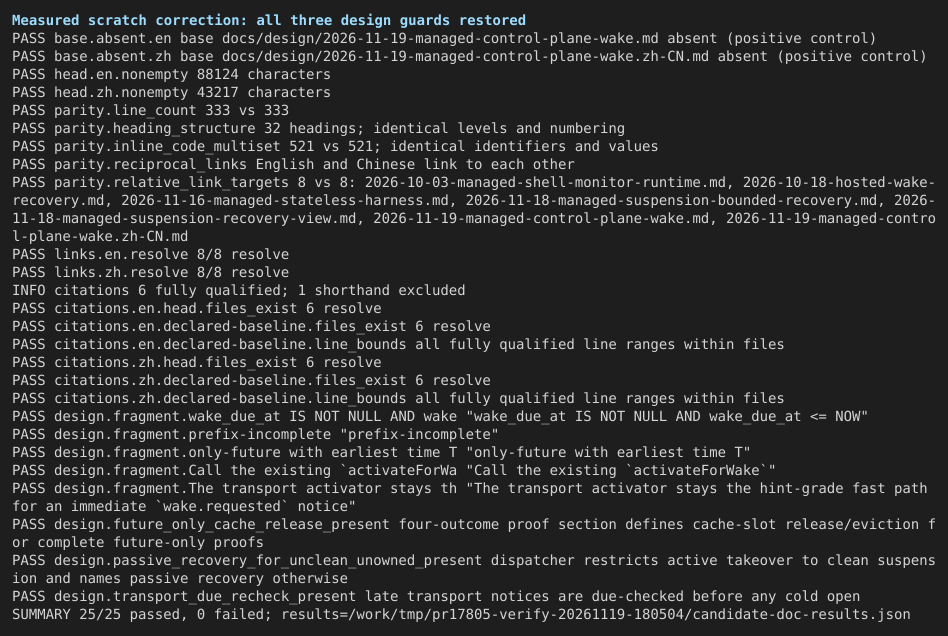 Measured scratch correction: all three design guards restored
PASS base.absent.en base docs/design/2026-11-19-managed-control-plane-wake.md absent (positive control)
PASS base.absent.zh base docs/design/2026-11-19-managed-control-plane-wake.zh-CN.md absent (positive control)
PASS head.en.nonempty 88124 characters
PASS head.zh.nonempty 43217 characters
PASS parity.line_count 333 vs 333
PASS parity.heading_structure 32 headings; identical levels and numbering
PASS parity.inline_code_multiset 521 vs 521; identical identifiers and values
PASS parity.reciprocal_links English and Chinese link to each other
PASS parity.relative_link_targets 8 vs 8: 2026-10-03-managed-shell-monitor-runtime.md, 2026-10-18-hosted-wake-
recovery.md, 2026-11-16-managed-stateless-harness.md, 2026-11-18-managed-suspension-bounded-recovery.md, 2026-
11-18-managed-suspension-recovery-view.md, 2026-11-19-managed-control-plane-wake.md, 2026-11-19-managed-contro
l-plane-wake.zh-CN.md
PASS links.en.resolve 8/8 resolve
PASS links.zh.resolve 8/8 resolve
INFO citations 6 fully qualified; 1 shorthand excluded
PASS citations.en.head.files_exist 6 resolve
PASS citations.en.declared-baseline.files_exist 6 resolve
PASS citations.en.declared-baseline.line_bounds all fully qualified line ranges within files
PASS citations.zh.head.files_exist 6 resolve
PASS citations.zh.declared-baseline.files_exist 6 resolve
PASS citations.zh.declared-baseline.line_bounds all fully qualified line ranges within files
PASS design.fragment.wake_due_at IS NOT NULL AND wake "wake_due_at IS NOT NULL AND wake_due_at <= NOW"
PASS design.fragment.prefix-incomplete "prefix-incomplete"
PASS design.fragment.only-future with earliest time T "only-future with earliest time T"
PASS design.fragment.Call the existing `activateForWa "Call the existing `activateForWake`"
PASS design.fragment.The transport activator stays th "The transport activator stays the hint-grade fast path
for an immediate `wake.requested` notice"
PASS design.future_only_cache_release_present four-outcome proof section defines cache-slot release/eviction f
or complete future-only proofs
PASS design.passive_recovery_for_unclean_unowned_present dispatcher restricts active takeover to clean suspens
ion and names passive recovery otherwise
PASS design.transport_due_recheck_present late transport notices are due-checked before any cold open
SUMMARY 25/25 passed, 0 failed; results=/work/tmp/pr17805-verify-20261119-180504/candidate-doc-results.json